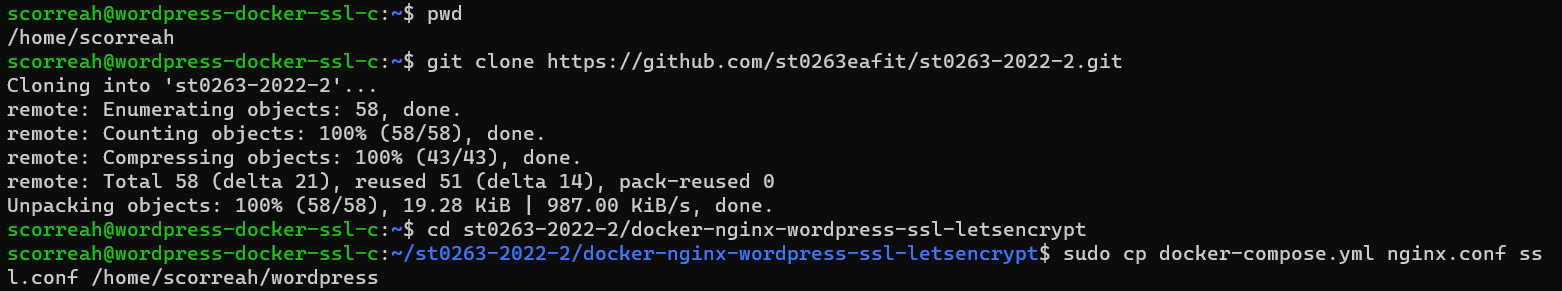 scorreah@wordpress-docker-ssl-c:~$ pwd
/home/scorreah
scorreah@wordpress-docker-ssl-c:~$ git clone https://github.com/st0263eafit/st0263-2022-2.git
Cloning into 'st0263-2022-2'...
remote: Enumerating objects: 58, done.
remote: Counting objects: 100% (58/58), done.
remote: Compressing objects: 100% (43/43), done.
remote: Total 58 (delta 21), reused 51 (delta 14), pack-reused 0
Unpacking objects: 100% (58/58), 19.28 KiB | 987.00 KiB/s, done.
scorreah@wordpress-docker-ssl-c:~$ cd st0263-2022-2/docker-nginx-wordpress-ssl-letsencrypt
scorreah@wordpress-docker-ssl-c:~/st0263-2022-2/docker-nginx-wordpress-ssl-letsencrypt$ sudo cp docker-compose.yml nginx.conf ss
l.conf /home/scorreah/wordpress